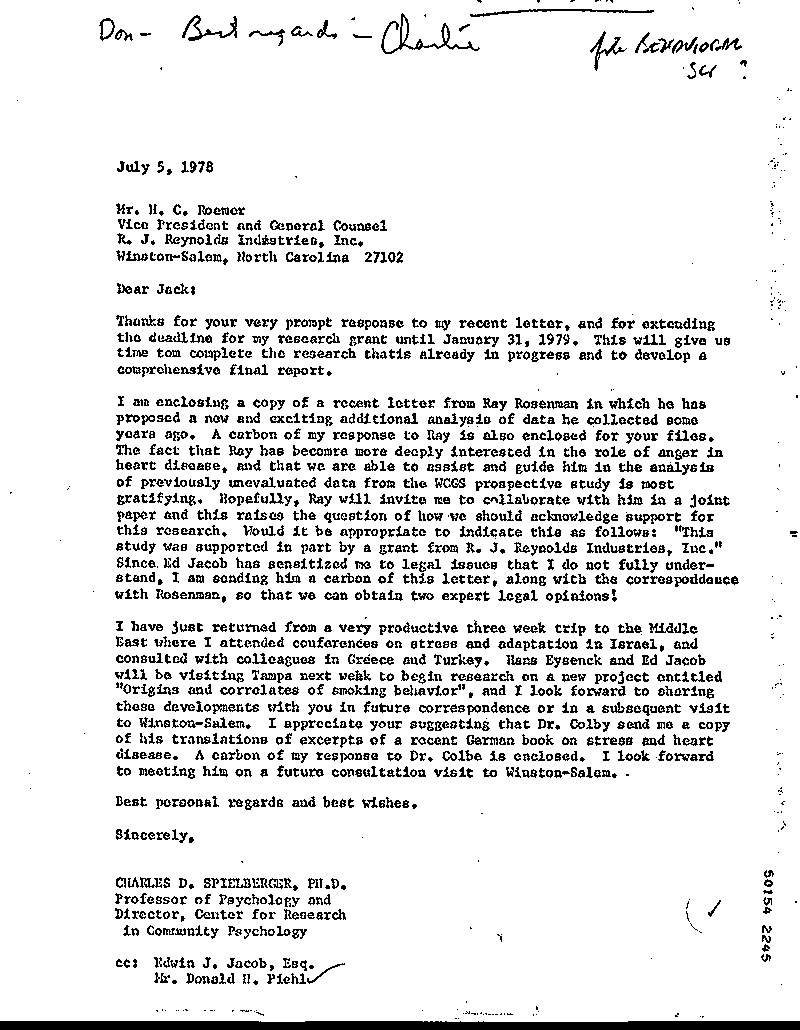 Don - Best regards - Charlie
file BEHAVIORAL
SCI ?
July 5, 1978
Mr. H. C. Roemer
Vice President and General Counsel
R. J. Reynolds Industries, Inc.
Winston-Salem, North Carolina 27102
Dear Jack:
Thanks for your very prompt response to my recent letter, and for extending
the deadline for my research grant until January 31, 1979. This will give us
time tom complete the research thatis already in progress and to develop a
comprehensive final report.
I am enclosing a copy of a recent letter from Ray Rosenman in which he has
proposed a new and exciting additional analysis of data he collected some
years ago. A carbon of my response to Ray is also enclosed for your files.
The fact that Ray has becomre more deeply interested in the role of anger in
heart disease, and that we are able to assist and guide him in the analysis
of previously unevaluated data from the WCGS prospective study is most
gratifying. Hopefully, Ray will invite me to collaborate with him in a joint
paper and this raises the question of how we should acknowledge support for
this research. Would it be appropriate to indicate this as follows: "This
study was supported in part by a grant from R. J. Reynolds Industries, Inc."
Since Ed Jacob has sensitized me to legal issues that I do not fully under-
stand, I am sending him a carbon of this letter, along with the correspoddence
with Rosenman, so that we can obtain two expert legal opinions!
I have just returned from a very productive three week trip to the Middle
East where I attended conferences on stress and adaptation in Israel, and
consulted with colleagues in Greece and Turkey. Hans Eysenck and Ed Jacob
will be visiting Tampa next wekk to begin research on a new project entitled
"Origins and correlates of smoking behavior", and I look forward to sharing
these developments with you in future correspondence or in a subsequent visit
to Winston-Salem. I appreciate your suggesting that Dr. Colby send me a copy
of his translations of excerpts of a recent German book on stress and heart
disease. A carbon of my response to Dr. Colbe is enclosed. I look forward
to meeting him on a future consultation visit to Winston-Salem.
Best personal regards and best wishes.
Sincerely,
CHARLES D. SPIELBERGER, PH.D.
Professor of Psychology and
Director, Center for Research
in Community Psychology
cc: Edwin J. Jacob, Esq.
Mr. Donald H. Piehl
50154 2245